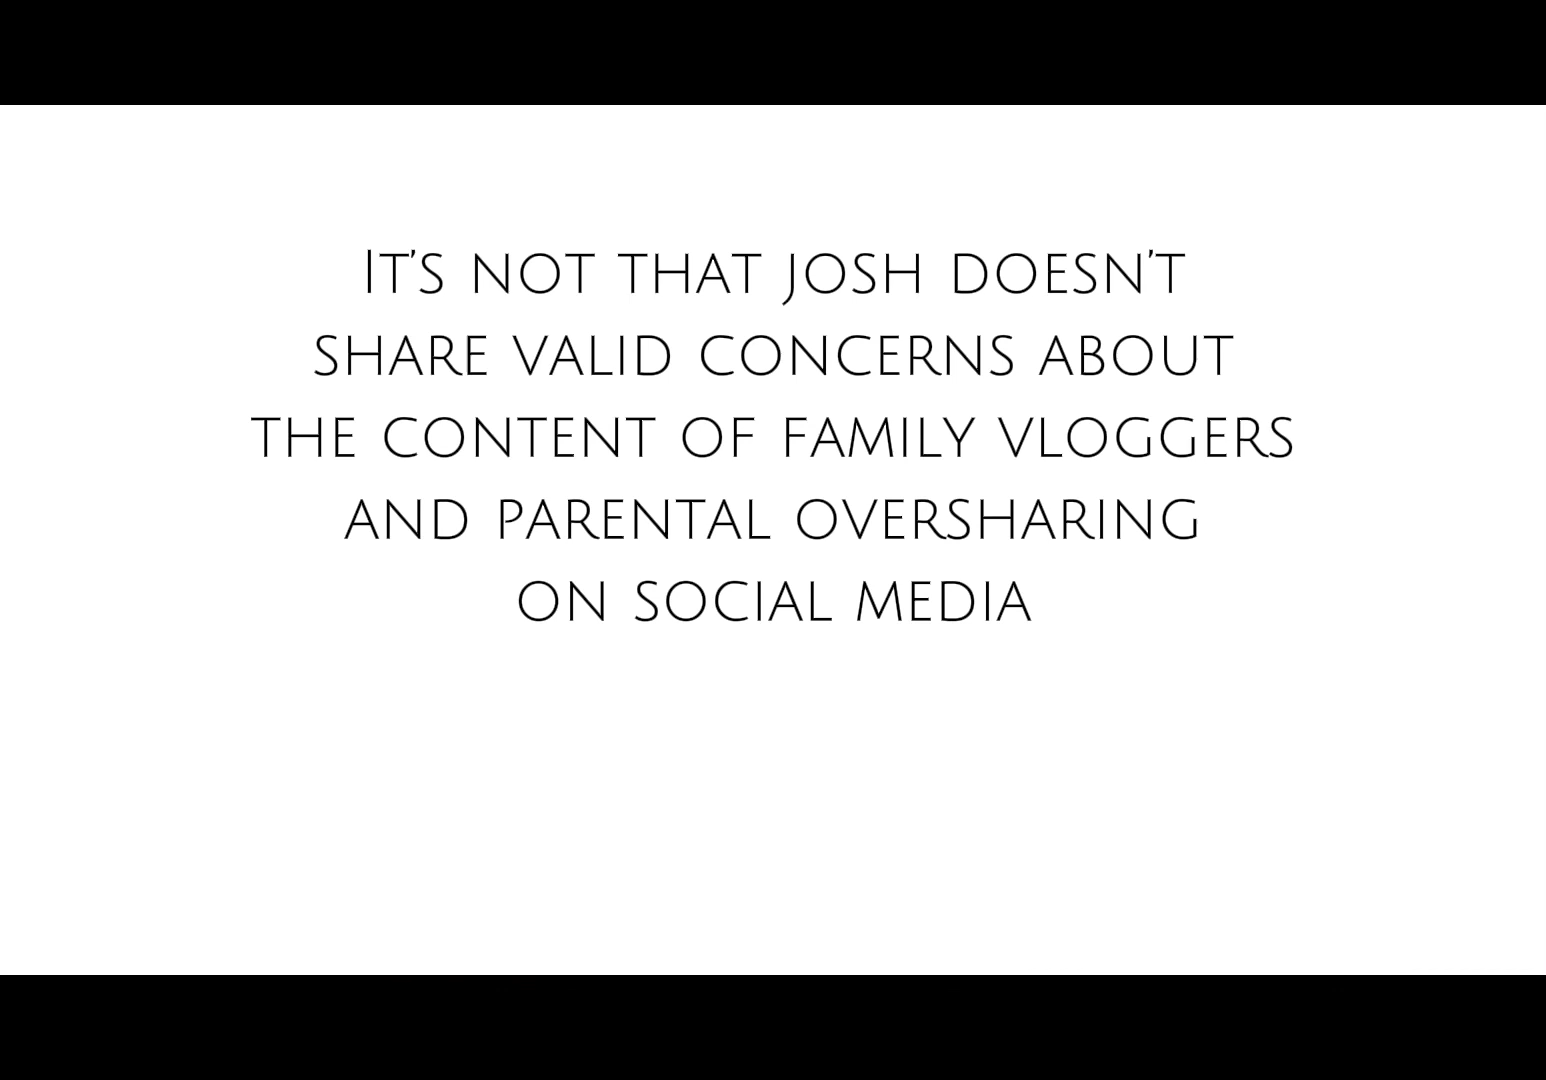 It’s not that Josh doesn’t
share valid concerns about
the content of family vloggers
and parental oversharing
on social media